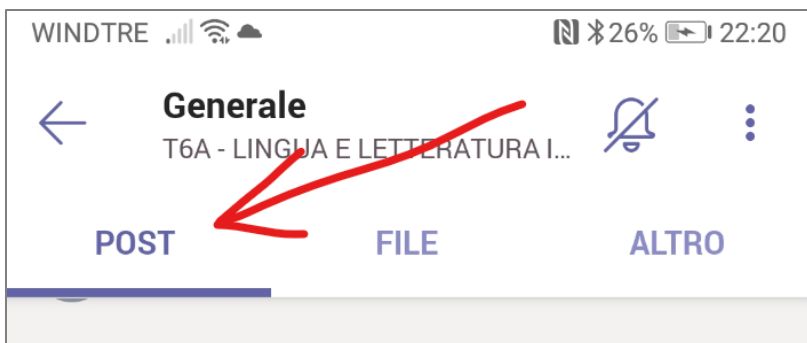 WINDTRE 26% 22:20
Generale
T6A - LINGUA E LETTERATURA I...
POST FILE ALTRO